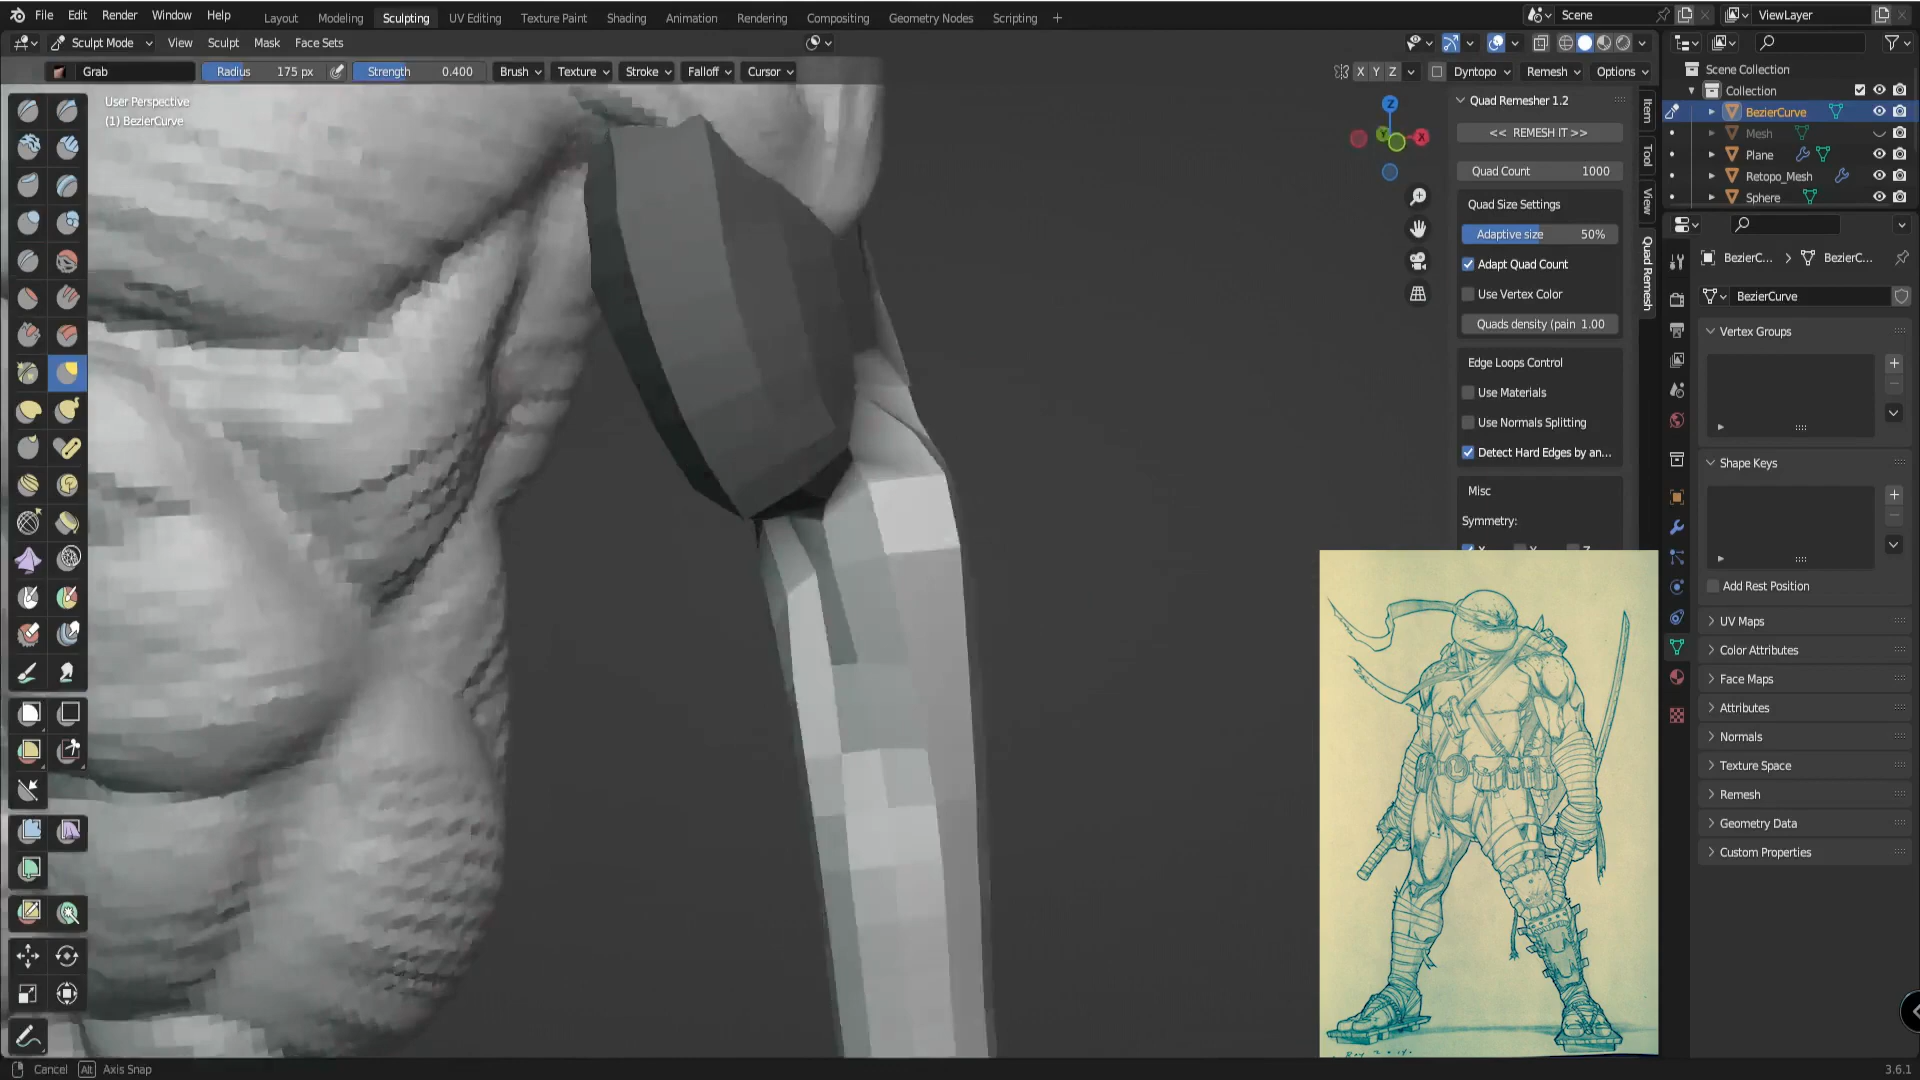 File Edit Render Window Help Layout Modeling Sculpting UV Editing Texture Paint Shading Animation Rendering Compositing Geometry Nodes Scripting + Scene ViewLayer
Sculpt Mode View Sculpt Mask Face Sets
Grab Radius 175 px Strength 0.400 Brush Texture Stroke Falloff Cursor X Y Z Dyntopo Remesh Options
User Perspective
(1) BezierCurve
Z
Y
X
Quad Remesher 1.2
<< REMESH IT >>
Quad Count 1000
Quad Size Settings
Adaptive size 50%
Adapt Quad Count
Use Vertex Color
Quads density (pain 1.00
Edge Loops Control
Use Materials
Use Normals Splitting
Detect Hard Edges by an...
Misc
Symmetry:
Item
Tool
View
Quad Remesh
Scene Collection
Collection
BezierCurve
Mesh
Plane
Retopo_Mesh
Sphere
BezierC... BezierC...
BezierCurve
Vertex Groups
Shape Keys
Add Rest Position
UV Maps
Color Attributes
Face Maps
Attributes
Normals
Texture Space
Remesh
Geometry Data
Custom Properties
Cancel Alt Axis Snap
3.6.1